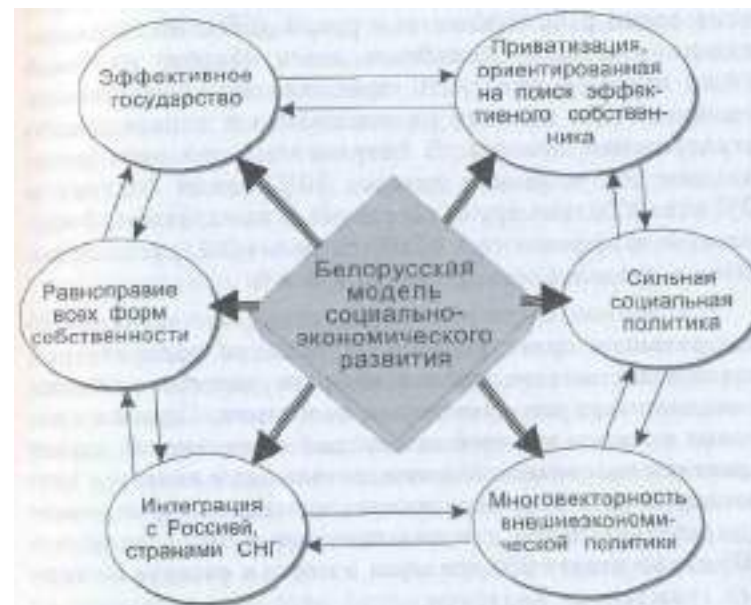 Эффективное
государство
Приватизация,
ориентированная
на поиск эффек-
тивного собствен-
ника
Равноправие
всех форм
собственности
Белорусская
модель
социально-
экономического
развития
Сильная
социальная
политика
Интеграция
с Россией,
странами СНГ
Многовекторность
внешнеэкономи-
ческой политики